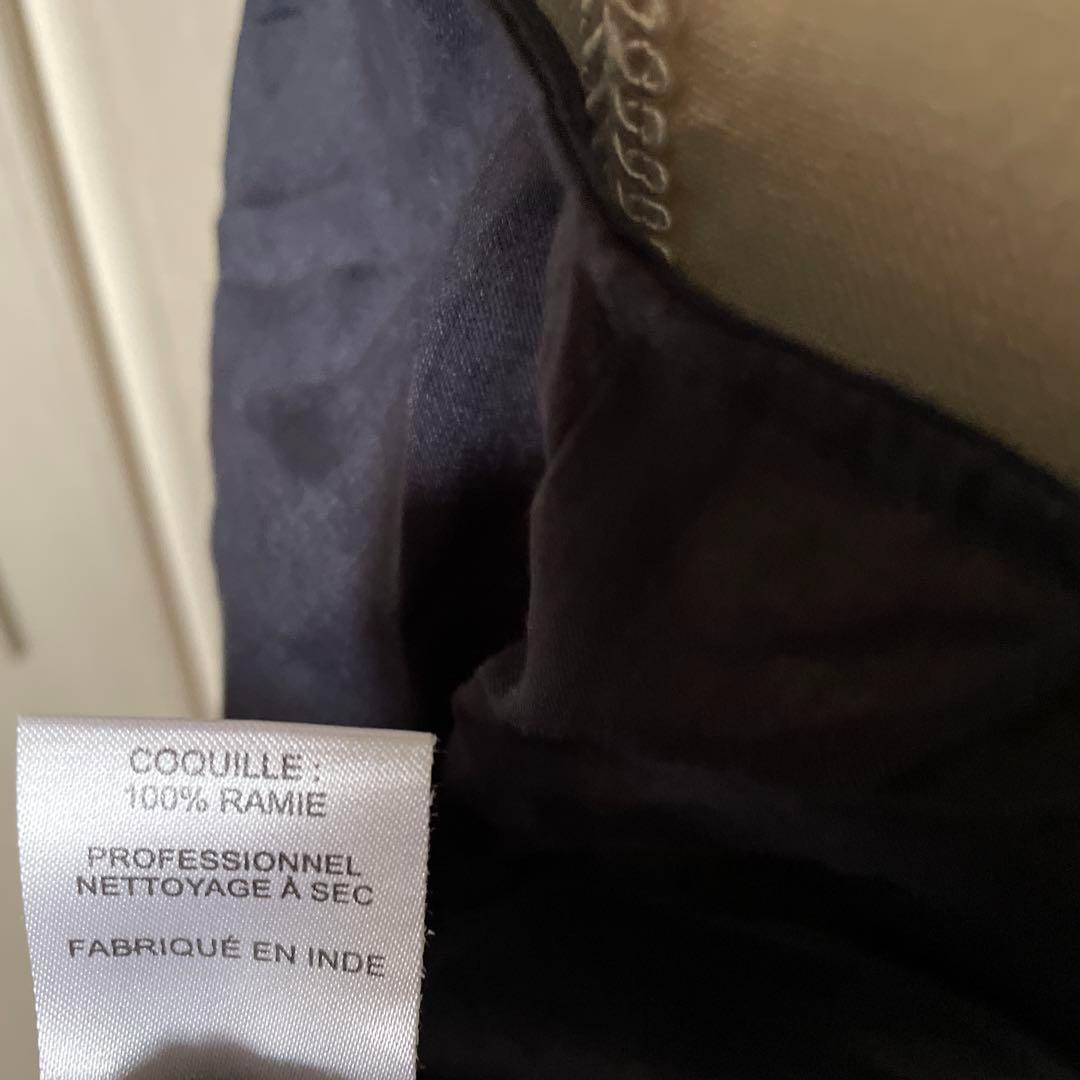 COQUILLE :
100% RAMIE
PROFESSIONNEL
NETTOYAGE À SEC
FABRIQUÉ EN INDE